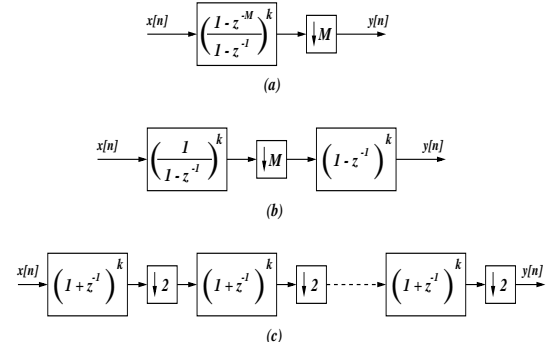 x[n] ( 1 - z^-M / 1 - z^-1 )^k ↓ M y[n]
(a)
x[n] ( 1 / 1 - z^-1 )^k ↓ M ( 1 - z^-1 )^k y[n]
(b)
x[n] ( 1 + z^-1 )^k ↓ 2 ( 1 + z^-1 )^k ↓ 2 ( 1 + z^-1 )^k ↓ 2 y[n]
(c)